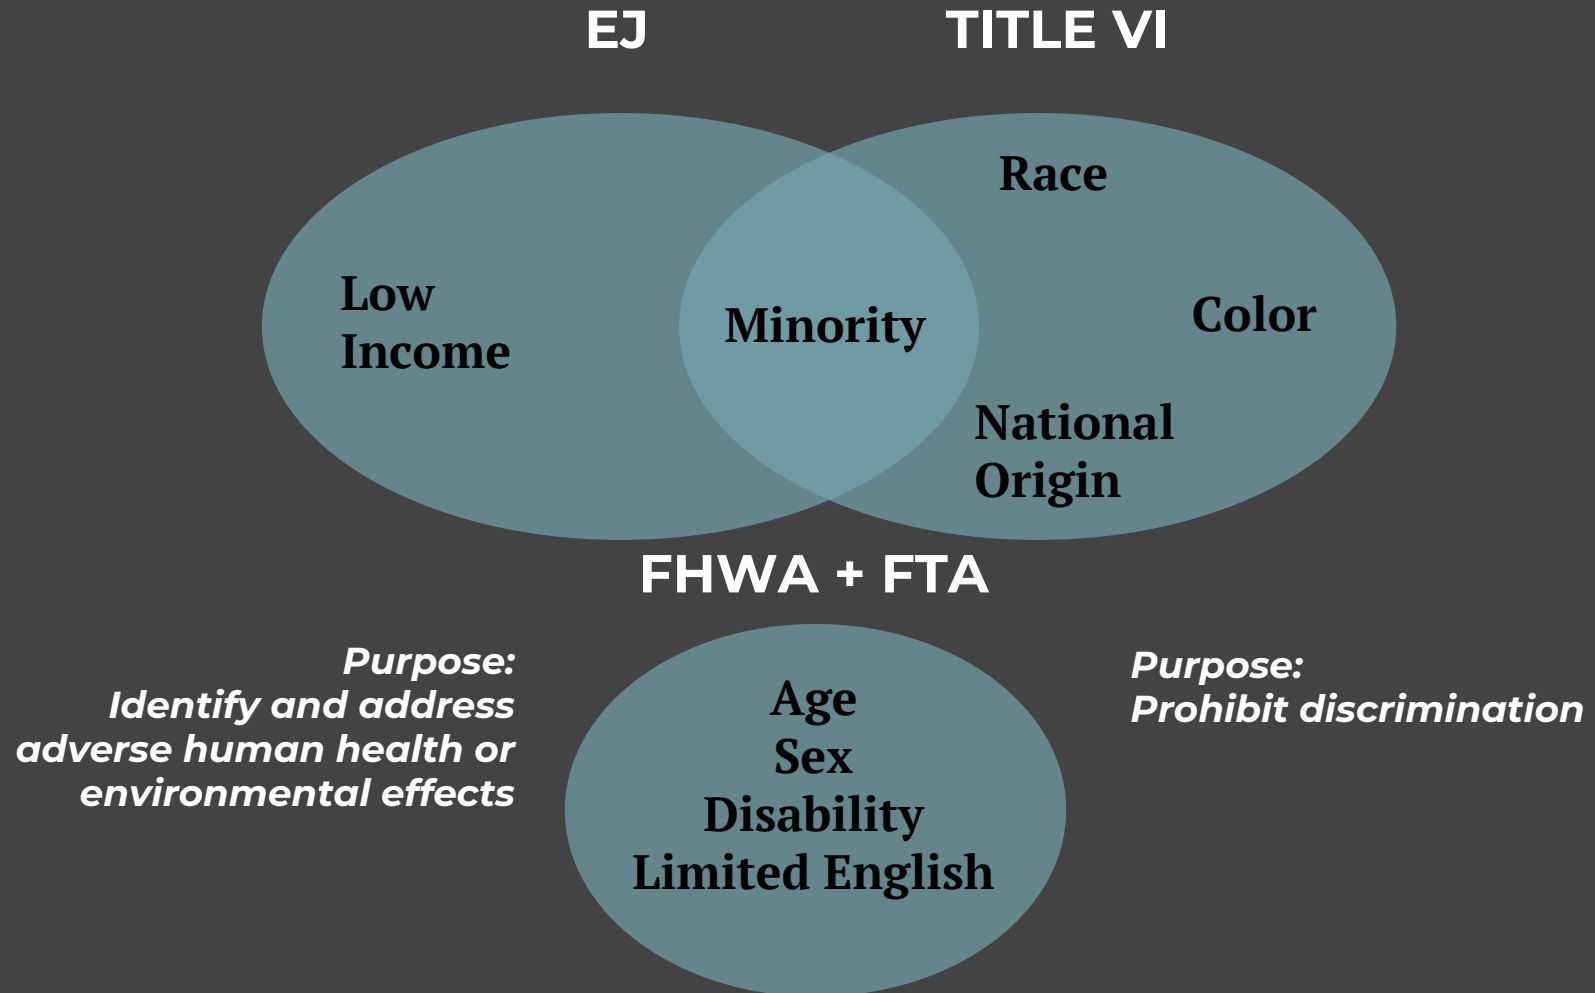 EJ
TITLE VI
Race
Low
Income
Minority
Color
National
Origin
FHWA + FTA
Purpose:
Identify and address
adverse human health or
environmental effects
Age
Sex
Disability
Limited English
Purpose:
Prohibit discrimination